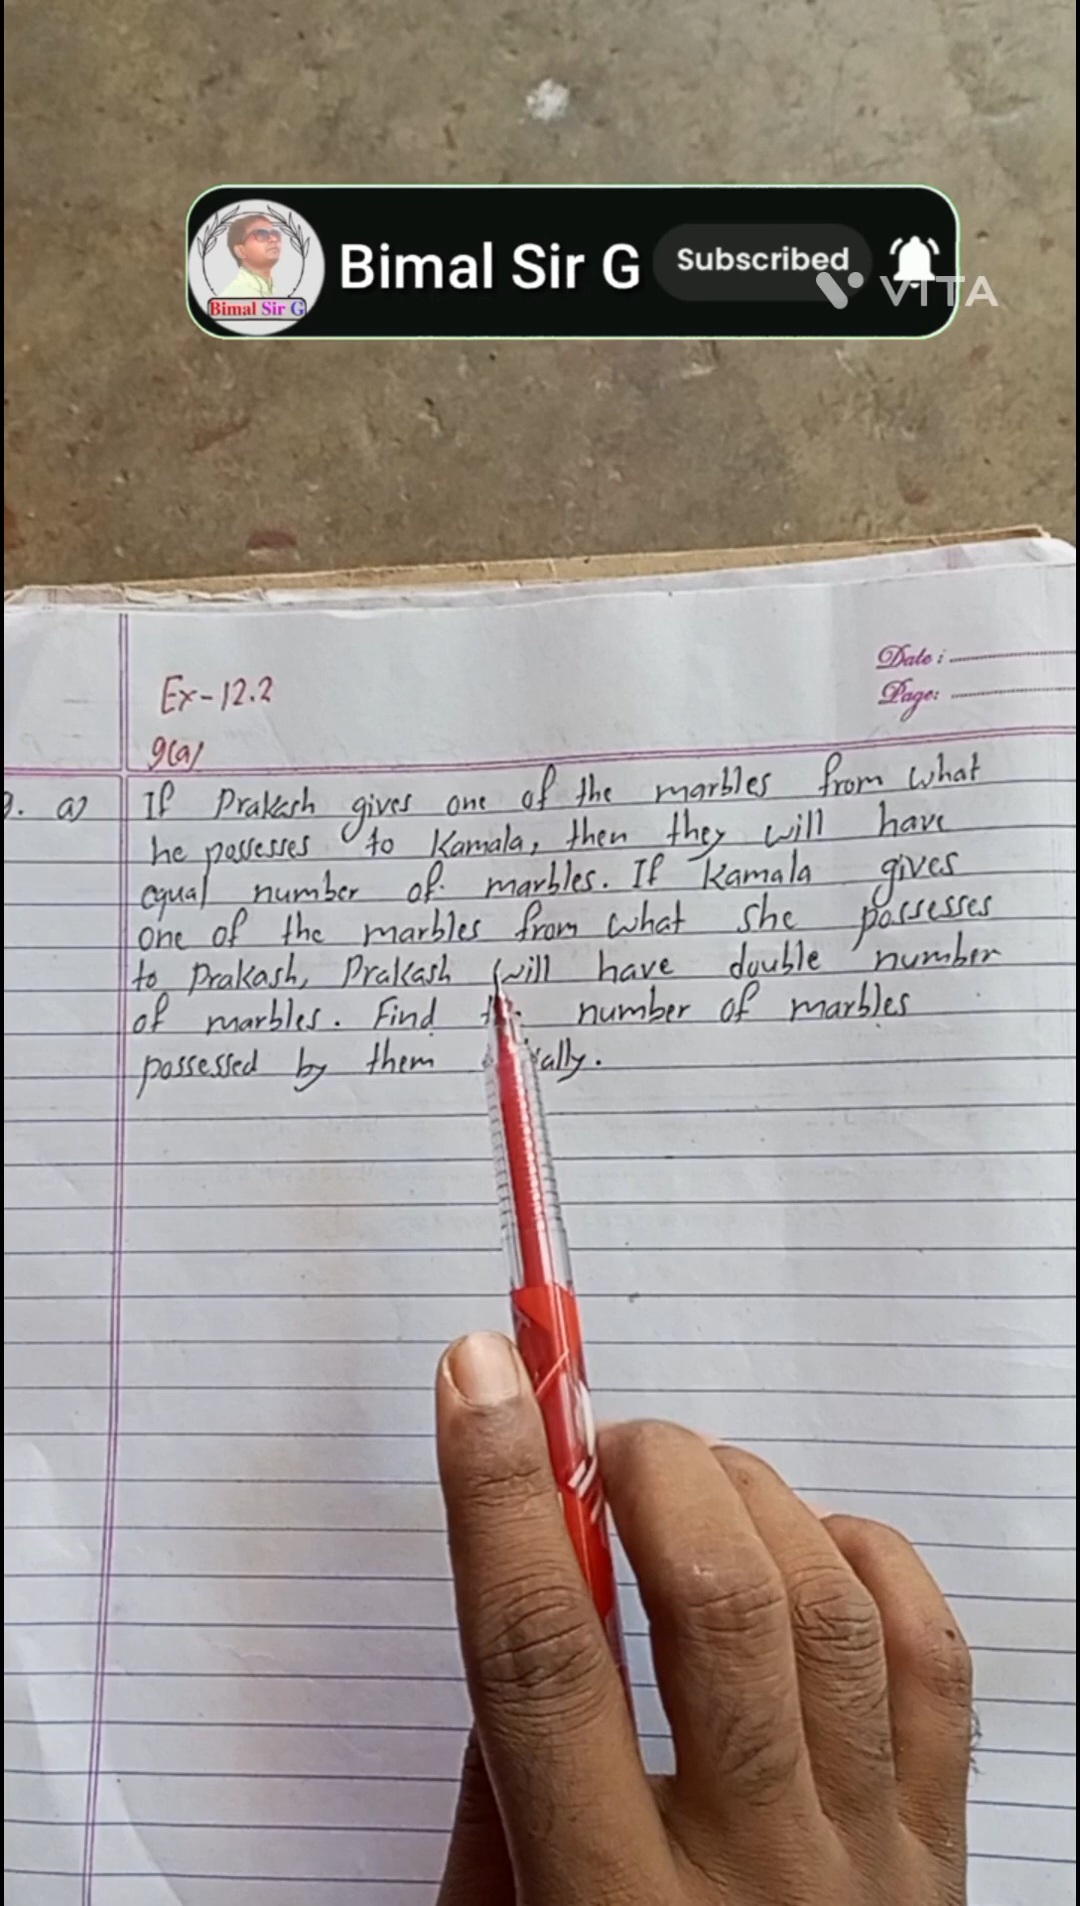 Bimal Sir G
Subscribed
Bimal Sir G
VITA
Date:
Page:
Ex-12.2
9(a)
9. a) If Prakash gives one of the marbles from what
he possesses to Kamala, then they will have
equal number of marbles. If Kamala gives
one of the marbles from what she possesses
to Prakash, Prakash will have double number
of marbles. Find number of marbles
possessed by them